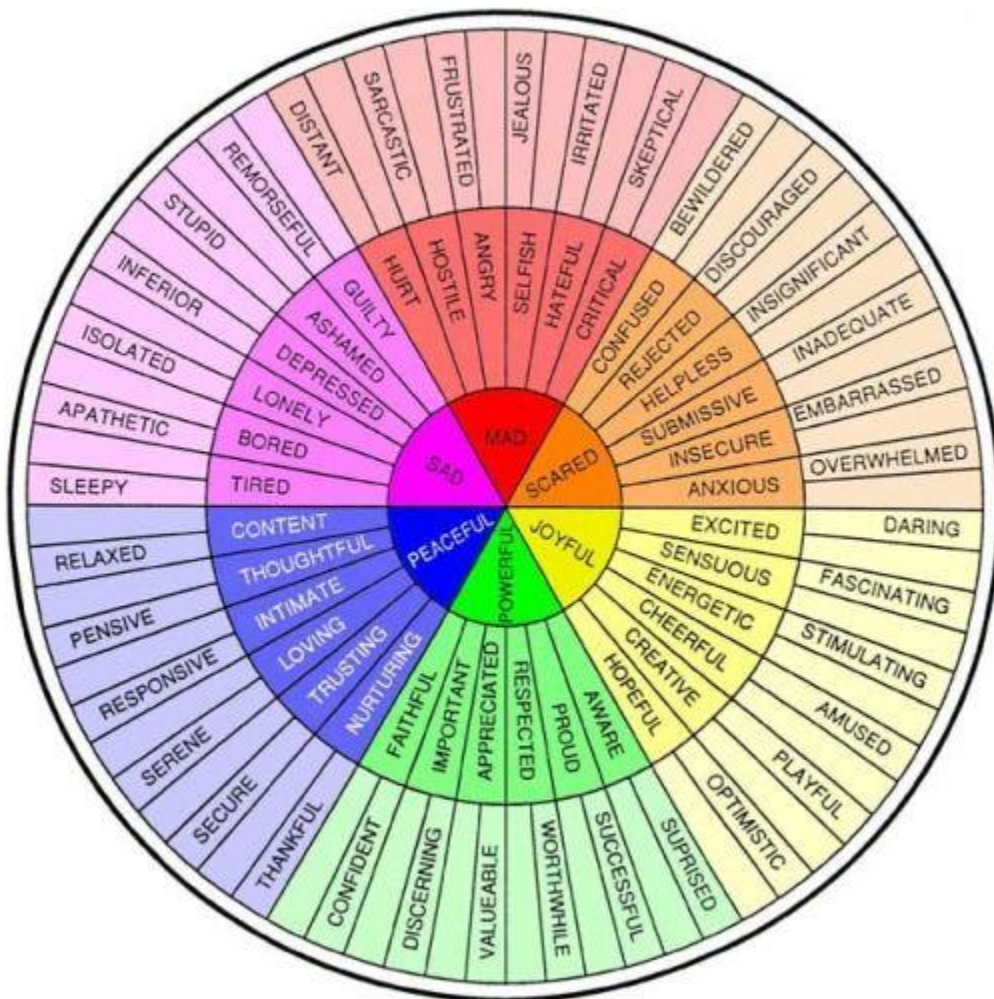 MAD
SCARED
JOYFUL
POWERFUL
PEACEFUL
SAD
HURT
HOSTILE
ANGRY
SELFISH
HATEFUL
CRITICAL
CONFUSED
REJECTED
HELPLESS
SUBMISSIVE
INSECURE
ANXIOUS
EXCITED
SENSUOUS
ENERGETIC
CHEERFUL
CREATIVE
HOPEFUL
AWARE
PROUD
RESPECTED
APPRECIATED
IMPORTANT
FAITHFUL
NURTURING
TRUSTING
LOVING
INTIMATE
THOUGHTFUL
CONTENT
TIRED
BORED
LONELY
DEPRESSED
ASHAMED
GUILTY
DISTANT
SARCASTIC
FRUSTRATED
JEALOUS
IRRITATED
SKEPTICAL
BEWILDERED
DISCOURAGED
INSIGNIFICANT
INADEQUATE
EMBARRASSED
OVERWHELMED
DARING
FASCINATING
STIMULATING
AMUSED
PLAYFUL
OPTIMISTIC
SUPRISED
SUCCESSFUL
WORTHWHILE
VALUEABLE
DISCERNING
CONFIDENT
THANKFUL
SECURE
SERENE
RESPONSIVE
PENSIVE
RELAXED
SLEEPY
APATHETIC
ISOLATED
INFERIOR
STUPID
REMORSEFUL